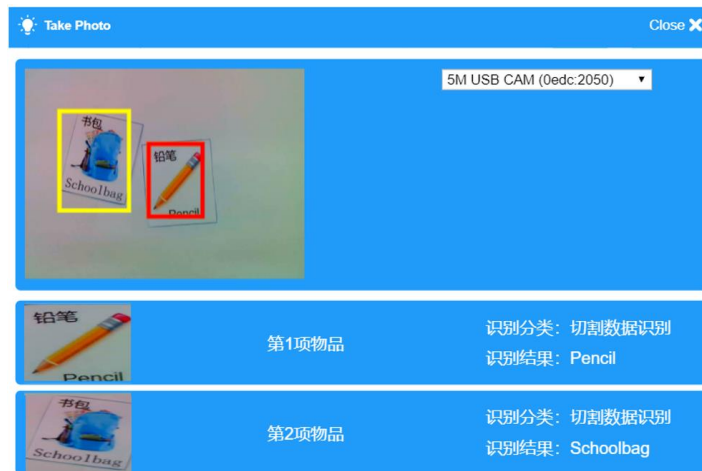 Take Photo
Close ✕
5M USB CAM (0edc:2050)
书包
Schoolbag
铅笔
Pencil
铅笔
Pencil
第1项物品
识别分类：切割数据识别
识别结果：Pencil
书包
Schoolbag
第2项物品
识别分类：切割数据识别
识别结果：Schoolbag